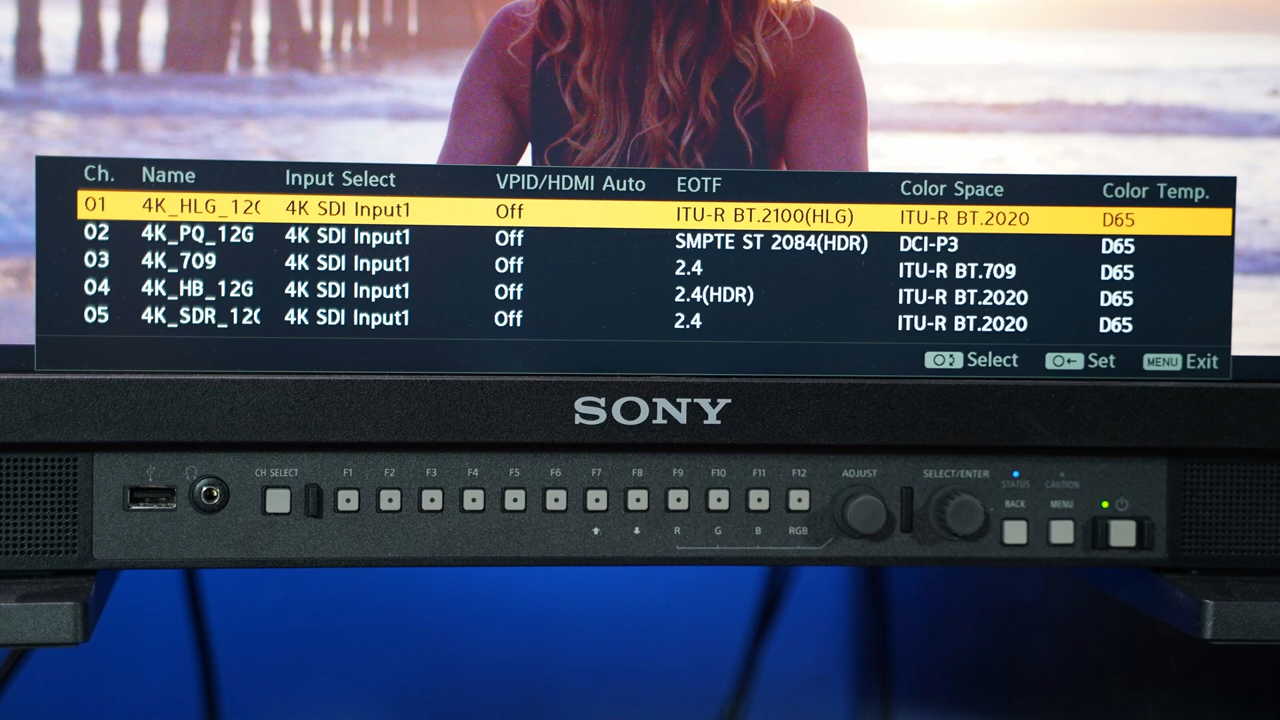 Ch. Name Input Select VPID/HDMI Auto EOTF Color Space Color Temp.
01 4K_HLG_12G 4K SDI Input1 Off ITU-R BT.2100(HLG) ITU-R BT.2020 D65
02 4K_PQ_12G 4K SDI Input1 Off SMPTE ST 2084(HDR) DCI-P3 D65
03 4K_709 4K SDI Input1 Off 2.4 ITU-R BT.709 D65
04 4K_HB_12G 4K SDI Input1 Off 2.4(HDR) ITU-R BT.2020 D65
05 4K_SDR_12G 4K SDI Input1 Off 2.4 ITU-R BT.2020 D65
Select Set MENU Exit
SONY
CH SELECT F1 F2 F3 F4 F5 F6 F7 F8 F9 F10 F11 F12 ADJUST SELECT/ENTER
STATUS CAUTION
BACK MENU
R G B RGB